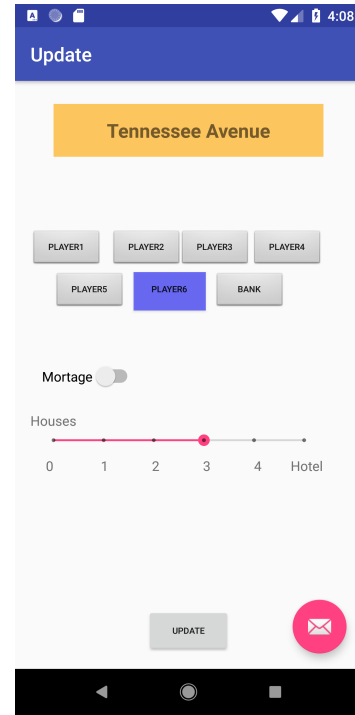 A 4:08
Update
Tennessee Avenue
PLAYER1 PLAYER2 PLAYER3 PLAYER4
PLAYER5 PLAYER6 BANK
Mortage
Houses
0 1 2 3 4 Hotel
UPDATE